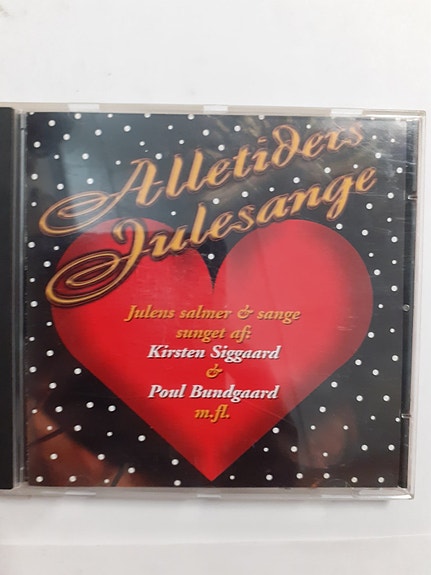 Alletiders
Julesange
Julens salmer & sange
sunget af:
Kirsten Siggaard
&
Poul Bundgaard
m.fl.